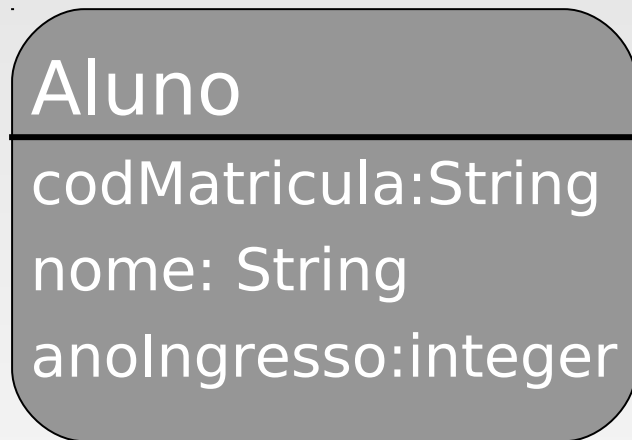 Aluno
codMatricula:String
nome: String
anoIngresso:integer